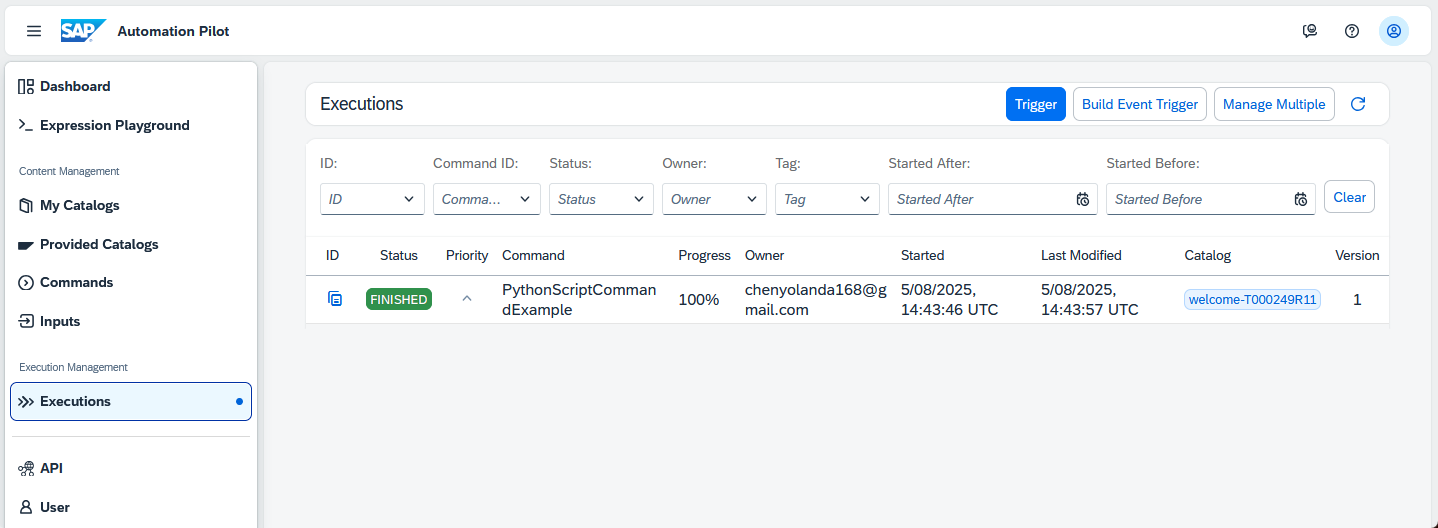 SAP Automation Pilot
Dashboard
Expression Playground
Content Management
My Catalogs
Provided Catalogs
Commands
Inputs
Execution Management
Executions
API
User
Executions
Trigger
Build Event Trigger
Manage Multiple
ID: Command ID: Status: Owner: Tag: Started After: Started Before:
ID Comma... Status Owner Tag Started After Started Before Clear
ID Status Priority Command Progress Owner Started Last Modified Catalog Version
FINISHED PythonScriptComman 100% chenyolanda168@g 5/08/2025, 5/08/2025, welcome-T000249R11 1
dExample mail.com 14:43:46 UTC 14:43:57 UTC